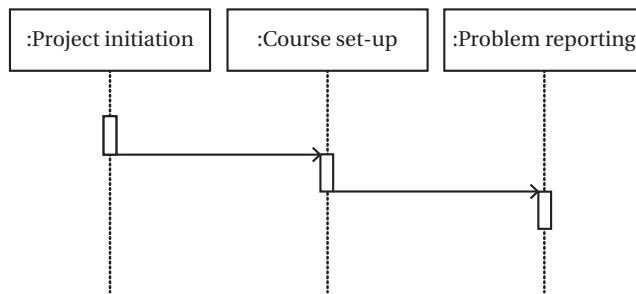 :Project initiation
:Course set-up
:Problem reporting